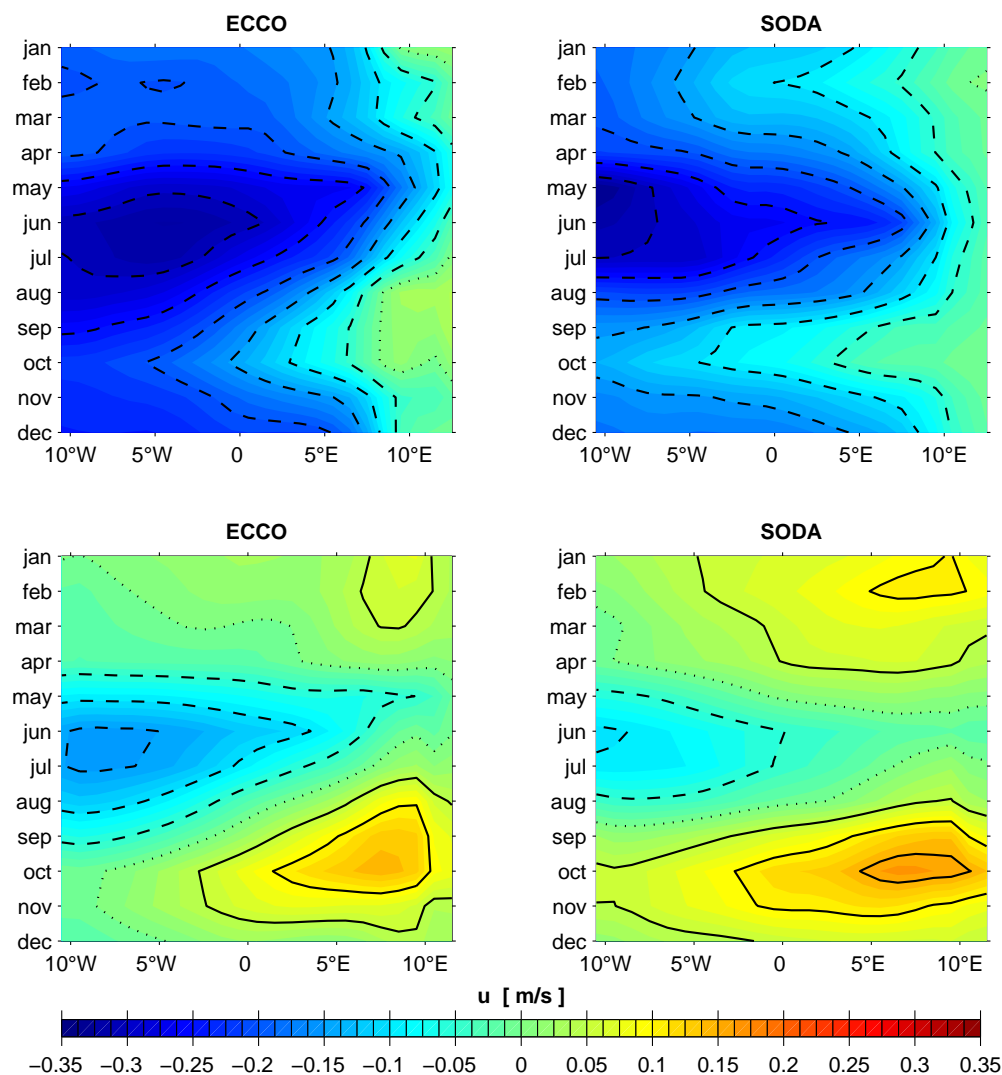 ECCO
SODA
jan
feb
mar
apr
may
jun
jul
aug
sep
oct
nov
dec
10°W
5°W
0
5°E
10°E
jan
feb
mar
apr
may
jun
jul
aug
sep
oct
nov
dec
10°W
5°W
0
5°E
10°E
ECCO
SODA
jan
feb
mar
apr
may
jun
jul
aug
sep
oct
nov
dec
10°W
5°W
0
5°E
10°E
jan
feb
mar
apr
may
jun
jul
aug
sep
oct
nov
dec
10°W
5°W
0
5°E
10°E
u [ m/s ]
−0.35 −0.3 −0.25 −0.2 −0.15 −0.1 −0.05 0 0.05 0.1 0.15 0.2 0.25 0.3 0.35